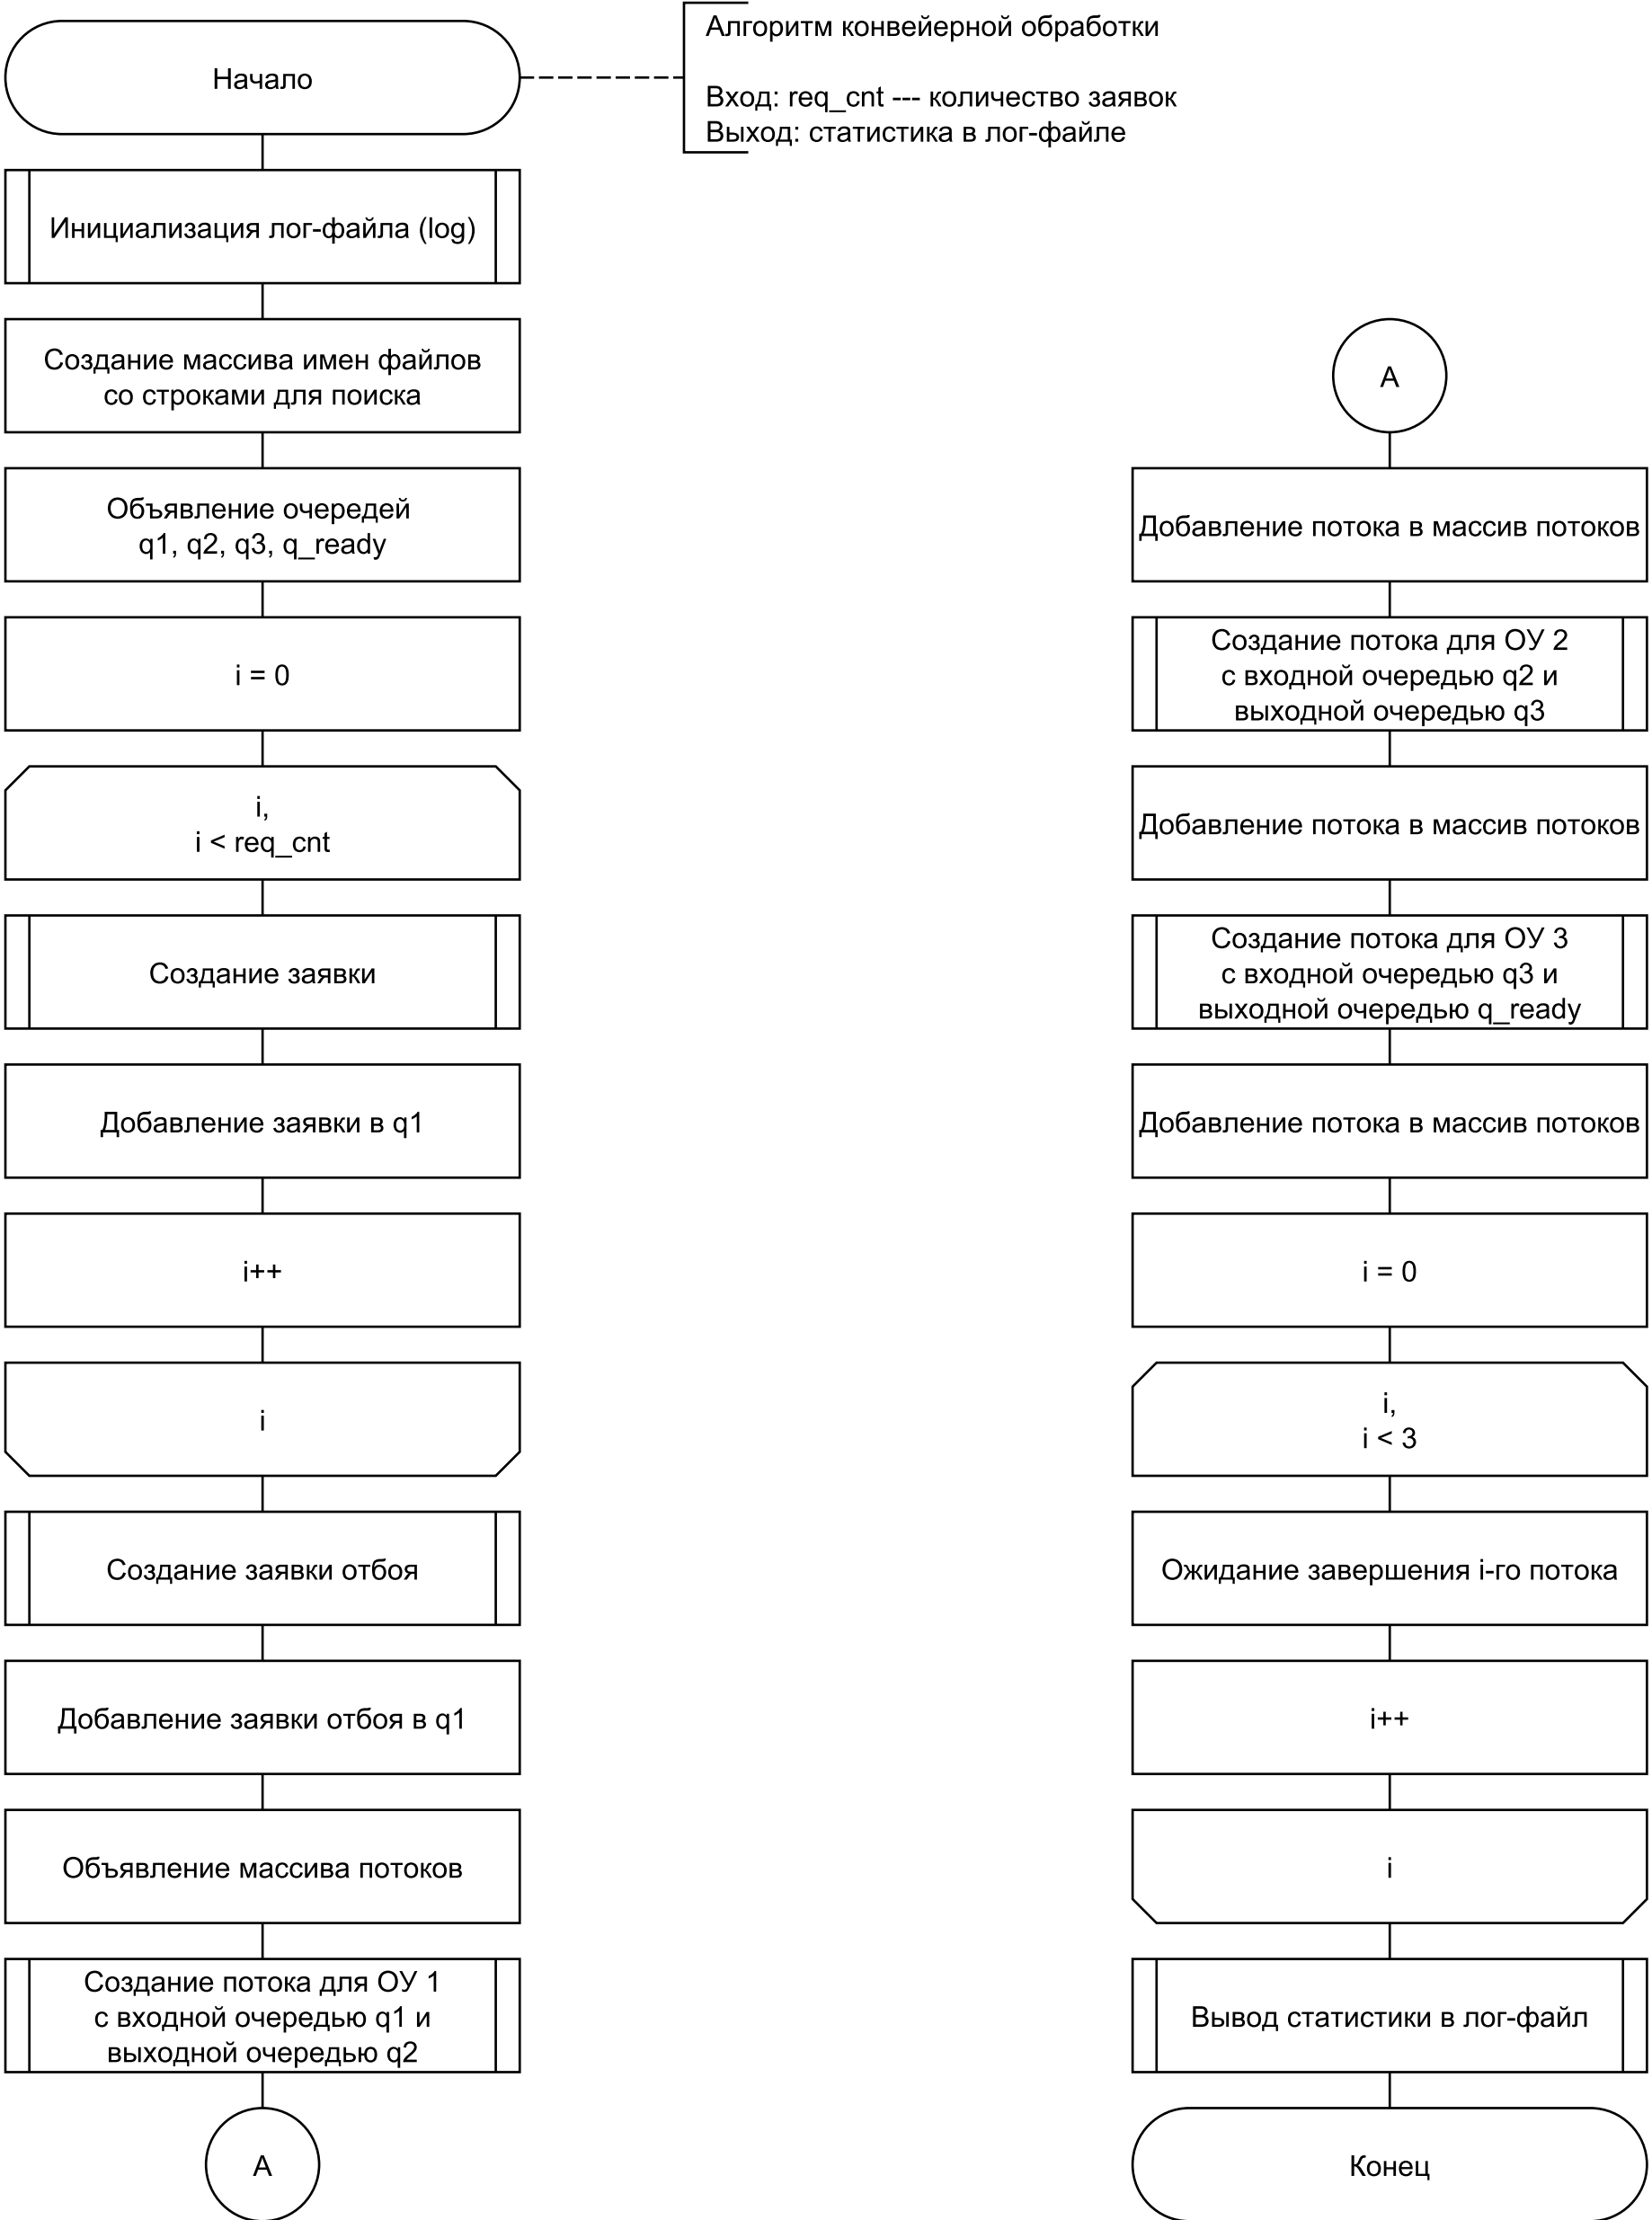 Начало
Алгоритм конвейерной обработки
Вход: req_cnt --- количество заявок
Выход: статистика в лог-файле
Инициализация лог-файла (log)
Создание массива имен файлов
со строками для поиска
Объявление очередей
q1, q2, q3, q_ready
i = 0
i,
i < req_cnt
Создание заявки
Добавление заявки в q1
i++
i
Создание заявки отбоя
Добавление заявки отбоя в q1
Объявление массива потоков
Создание потока для ОУ 1
с входной очередью q1 и
выходной очередью q2
А
А
Добавление потока в массив потоков
Создание потока для ОУ 2
с входной очередью q2 и
выходной очередью q3
Добавление потока в массив потоков
Создание потока для ОУ 3
с входной очередью q3 и
выходной очередью q_ready
Добавление потока в массив потоков
i = 0
i,
i < 3
Ожидание завершения i-го потока
i++
i
Вывод статистики в лог-файл
Конец